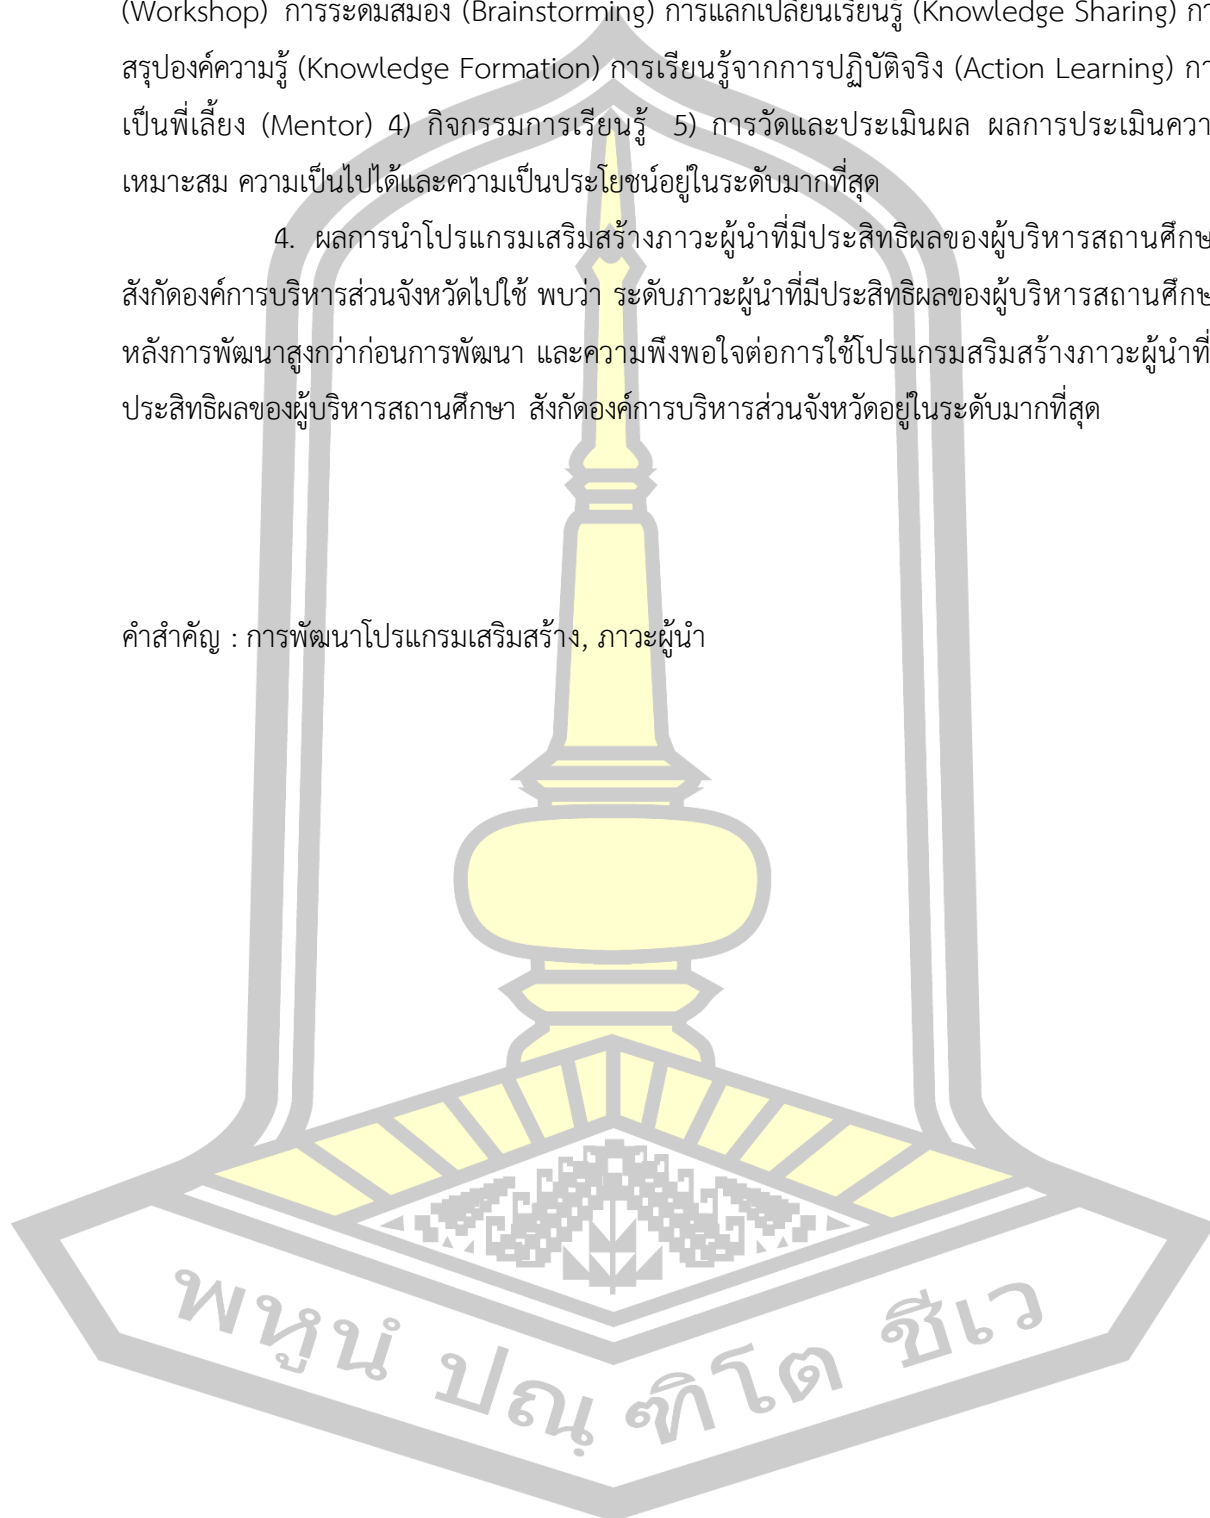 (Workshop) การระดมสมอง (Brainstorming) การแลกเปลี่ยนเรียนรู้ (Knowledge Sharing)
สรุปองค์ความรู้ (Knowledge Formation) การเรียนรู้จากการปฏิบัติจริง (Action Learning)
เป็นพี่เลี้ยง (Mentor) 4) กิจกรรมการเรียนรู้ 5) การวัดและประเมินผล ผลการประเมิน
เหมาะสม ความเป็นไปได้และความเป็นประโยชน์อยู่ในระดับมากที่สุด
4. ผลการนำโปรแกรมเสริมสร้างภาวะผู้นำที่มีประสิทธิผลของผู้บริหาร
สังกัดองค์การบริหารส่วนจังหวัดไปใช้ พบว่า ระดับภาวะผู้นำที่มีประสิทธิผลของผู้บริหาร
หลังการพัฒนาสูงกว่าก่อนการพัฒนา และความพึงพอใจต่อการใช้โปรแกรมสริมสร้างภาวะผู้นำที่
ประสิทธิผลของผู้บริหารสถานศึกษา สังกัดองค์การบริหารส่วนจังหวัดอยู่ในระดับมากที่สุด
คำสำคัญ : การพัฒนาโปรแกรมเสริมสร้าง, ภาวะผู้นำ
พหูนํ ปณฺ ฑิโต ชีเว